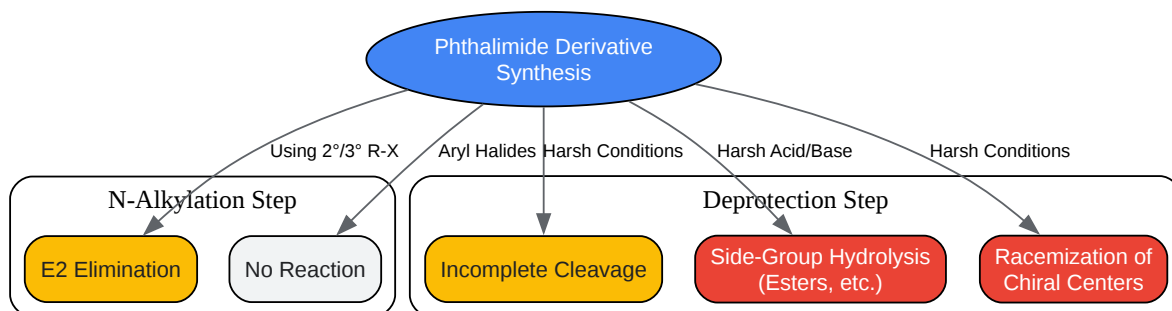 Phthalimide Derivative
Synthesis
Using 2°/3° R-X
Aryl Halides
Harsh Conditions
Harsh Acid/Base
Harsh Conditions
N-Alkylation Step
Deprotection Step
E2 Elimination
No Reaction
Incomplete Cleavage
Side-Group Hydrolysis
(Esters, etc.)
Racemization of
Chiral Centers